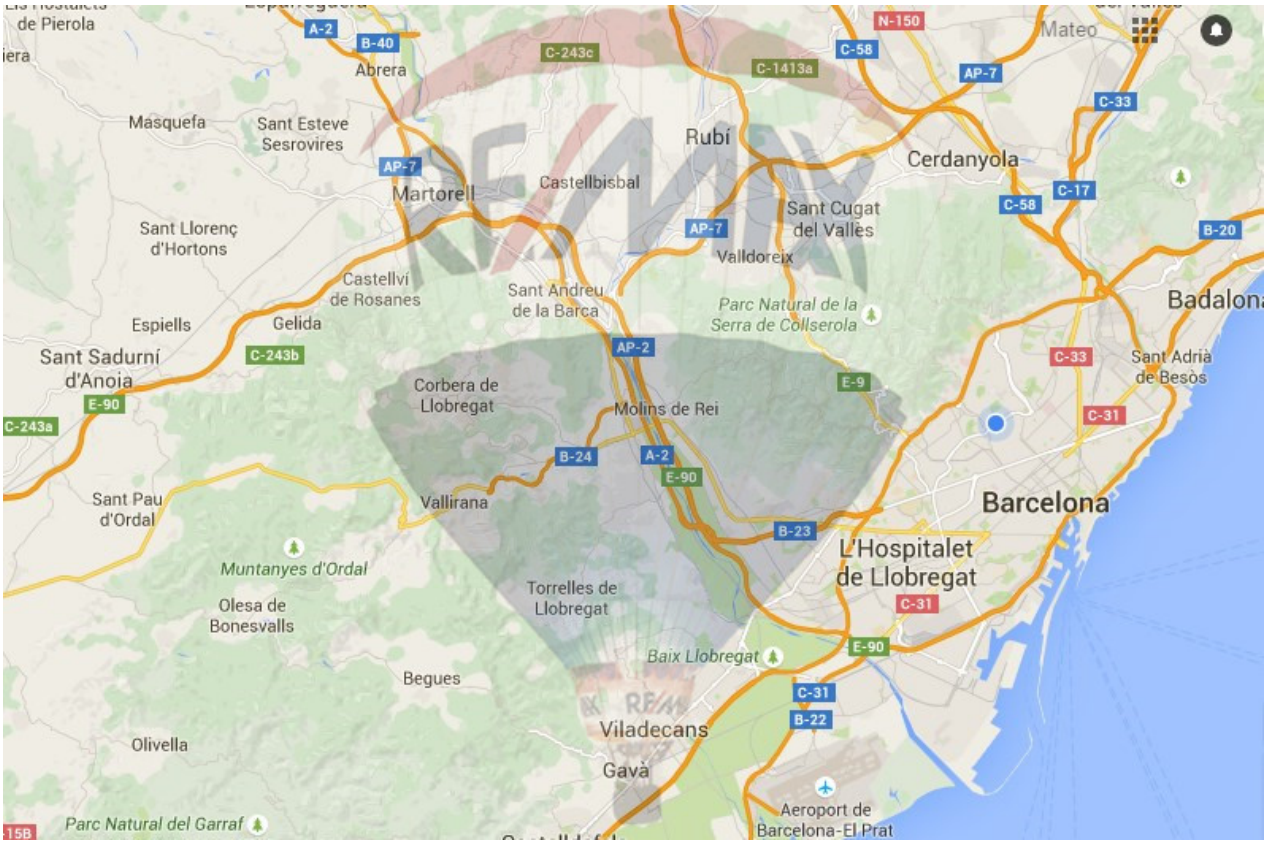 de Pierola
A-2
B-40
N-150
Mateo
C-58
C-243c
C-1413a
Abrera
AP-7
C-33
Masquefa
Sant Esteve
Sesrovires
Rubí
Cerdanyola
AP-7
Martorell
Castellbisbal
C-17
C-58
RE/MAX
Sant Cugat
del Vallès
Sant Llorenç
d'Hortons
AP-7
B-20
Valldoreix
Castellví
de Rosanes
Sant Andreu
de la Barca
Parc Natural de la
Serra de Collserola
Badalona
Espiells
Gelida
Sant Sadurní
d'Anoia
C-243b
AP-2
C-33
Sant Adrià
de Besòs
Corbera de
Llobregat
E-9
E-90
Molins de Rei
C-31
C-243a
B-24
A-2
E-90
Sant Pau
d'Ordal
Vallirana
Barcelona
B-23
L'Hospitalet
de Llobregat
Muntanyes d'Ordal
Torrelles de
Llobregat
Olesa de
Bonesvalls
C-31
Baix Llobregat
E-90
Begues
C-31
RE/M
B-22
Viladecans
Olivella
Gavà
Aeroport de
Barcelona-El Prat
Parc Natural del Garraf
-15B